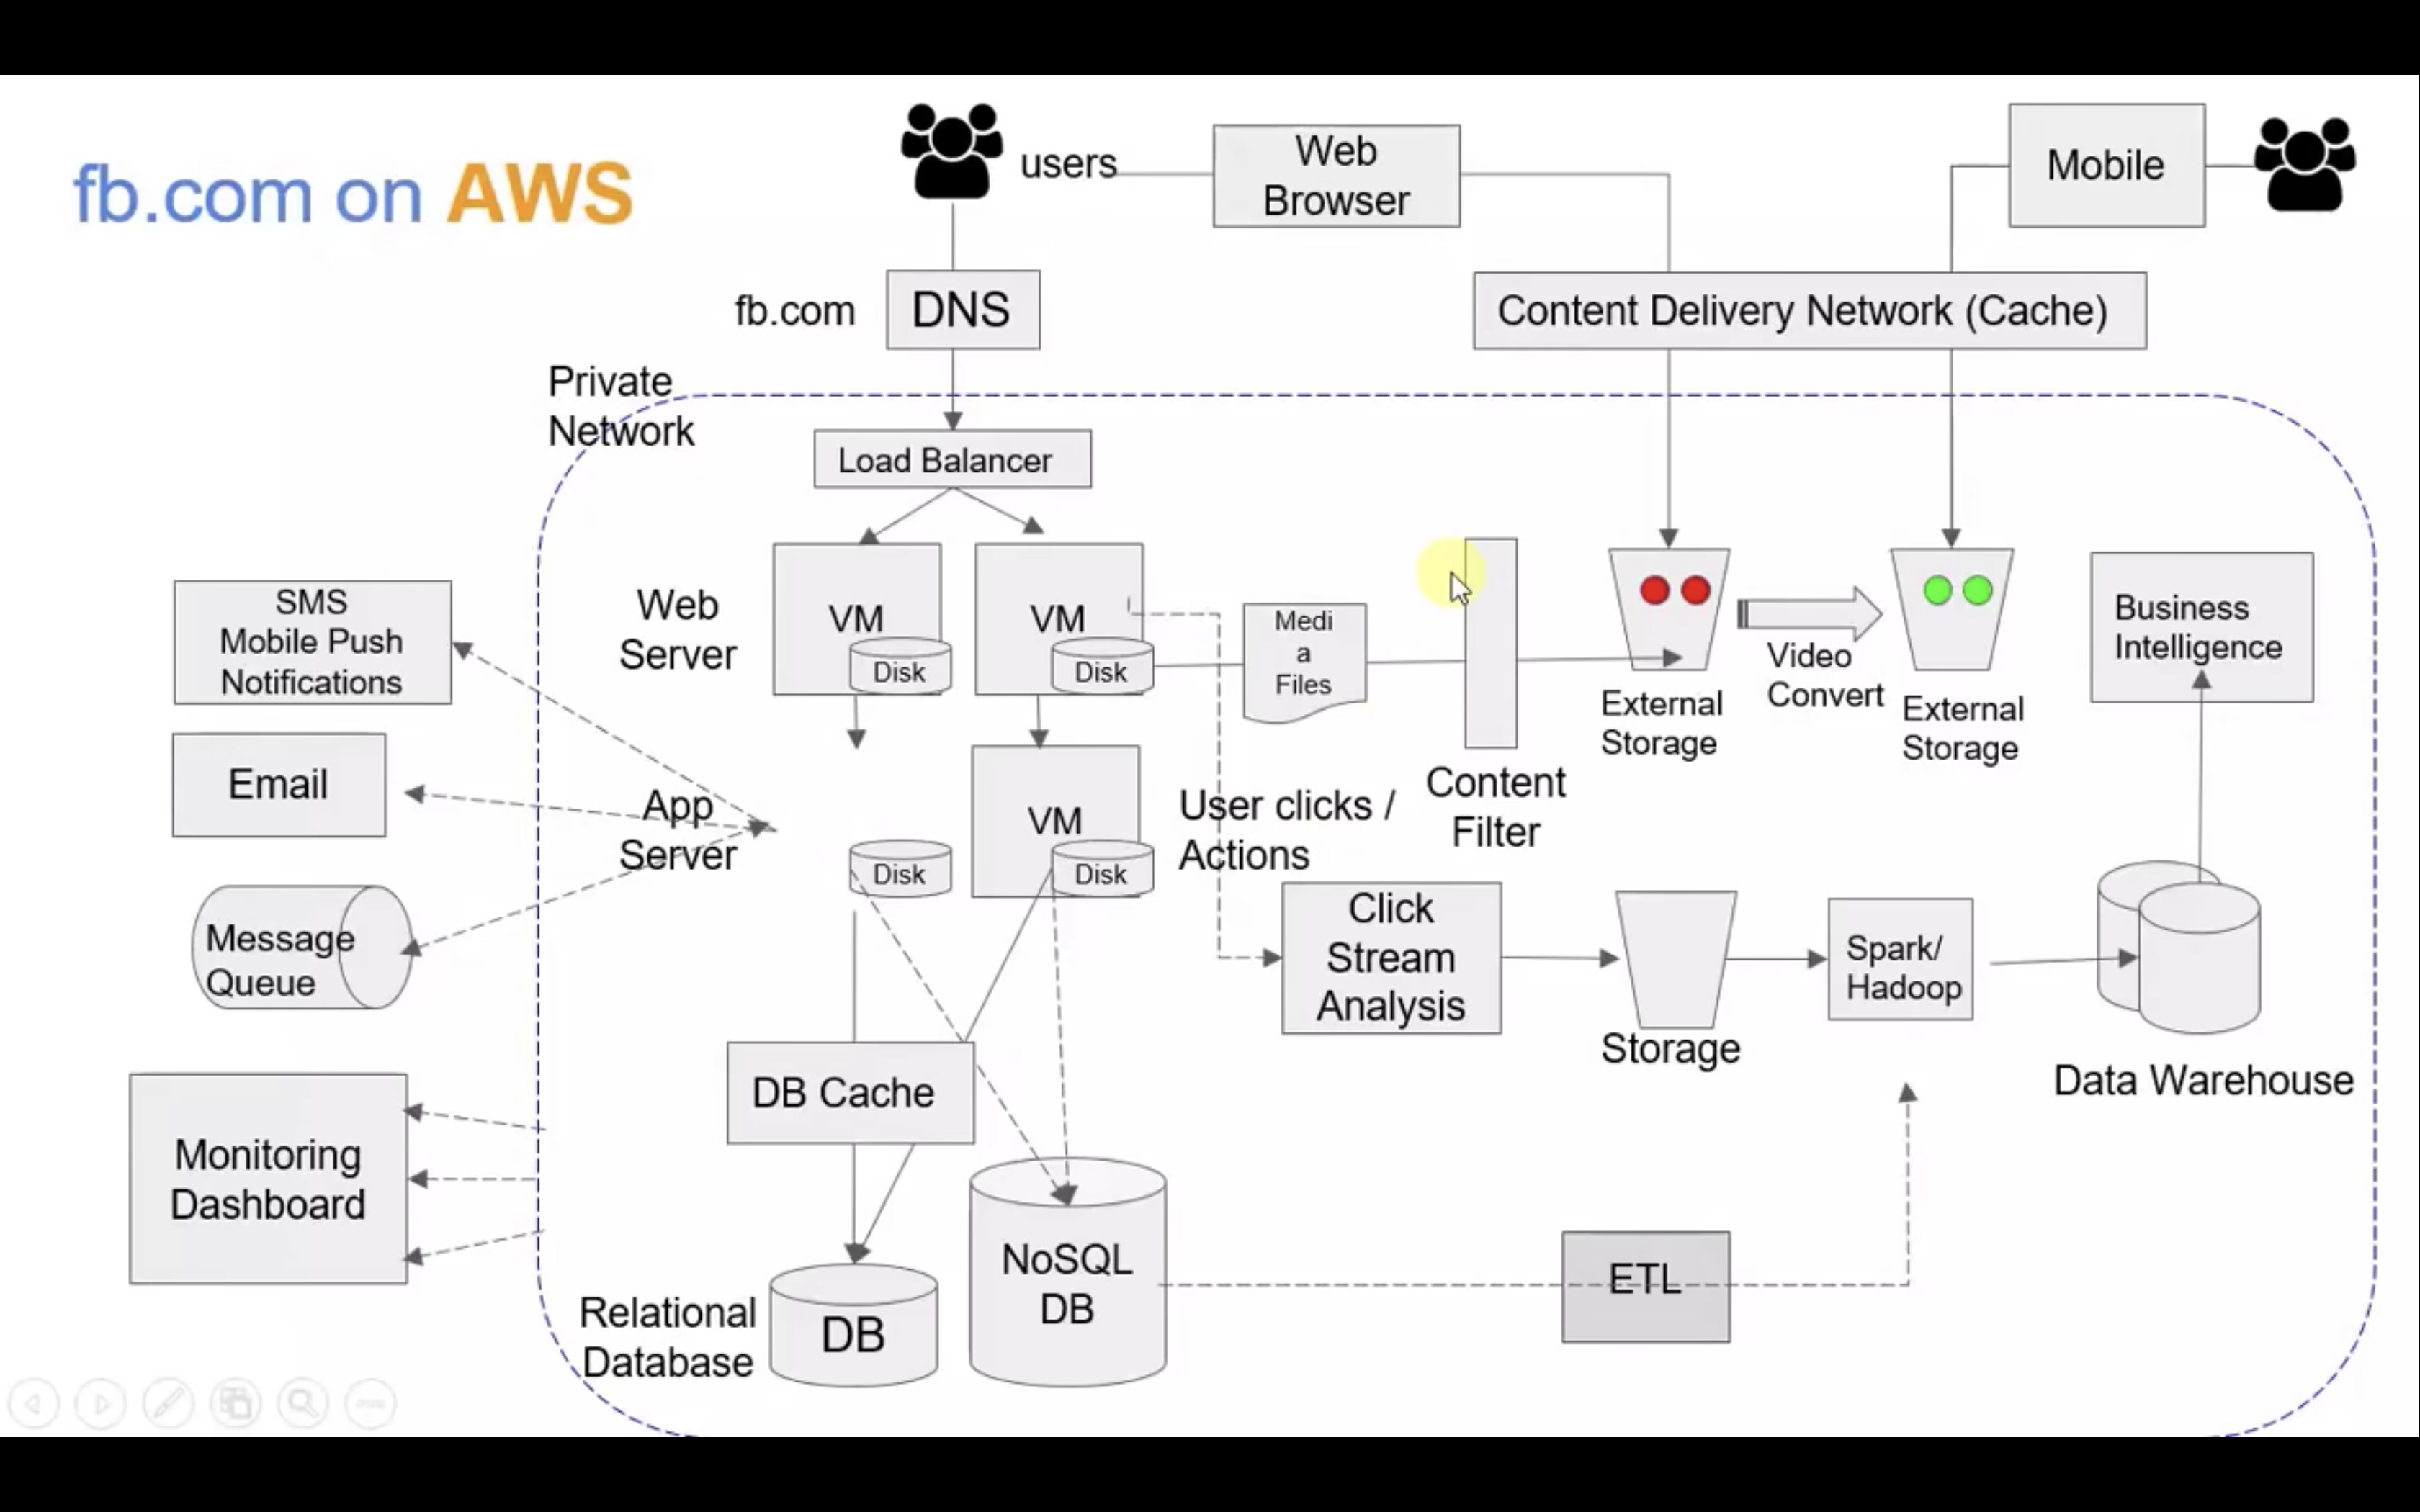 fb.com on AWS
users
Web
Browser
Mobile
fb.com
DNS
Content Delivery Network (Cache)
Private
Network
Load Balancer
Web
Server
VM
Disk
VM
Disk
Medi
a
Files
Content
Filter
External
Storage
Video
Convert
External
Storage
Business
Intelligence
SMS
Mobile Push
Notifications
Email
Message
Queue
App
Server
Disk
VM
Disk
User clicks /
Actions
Click
Stream
Analysis
Storage
Spark/
Hadoop
Data Warehouse
Monitoring
Dashboard
DB Cache
Relational
Database
DB
NoSQL
DB
ETL